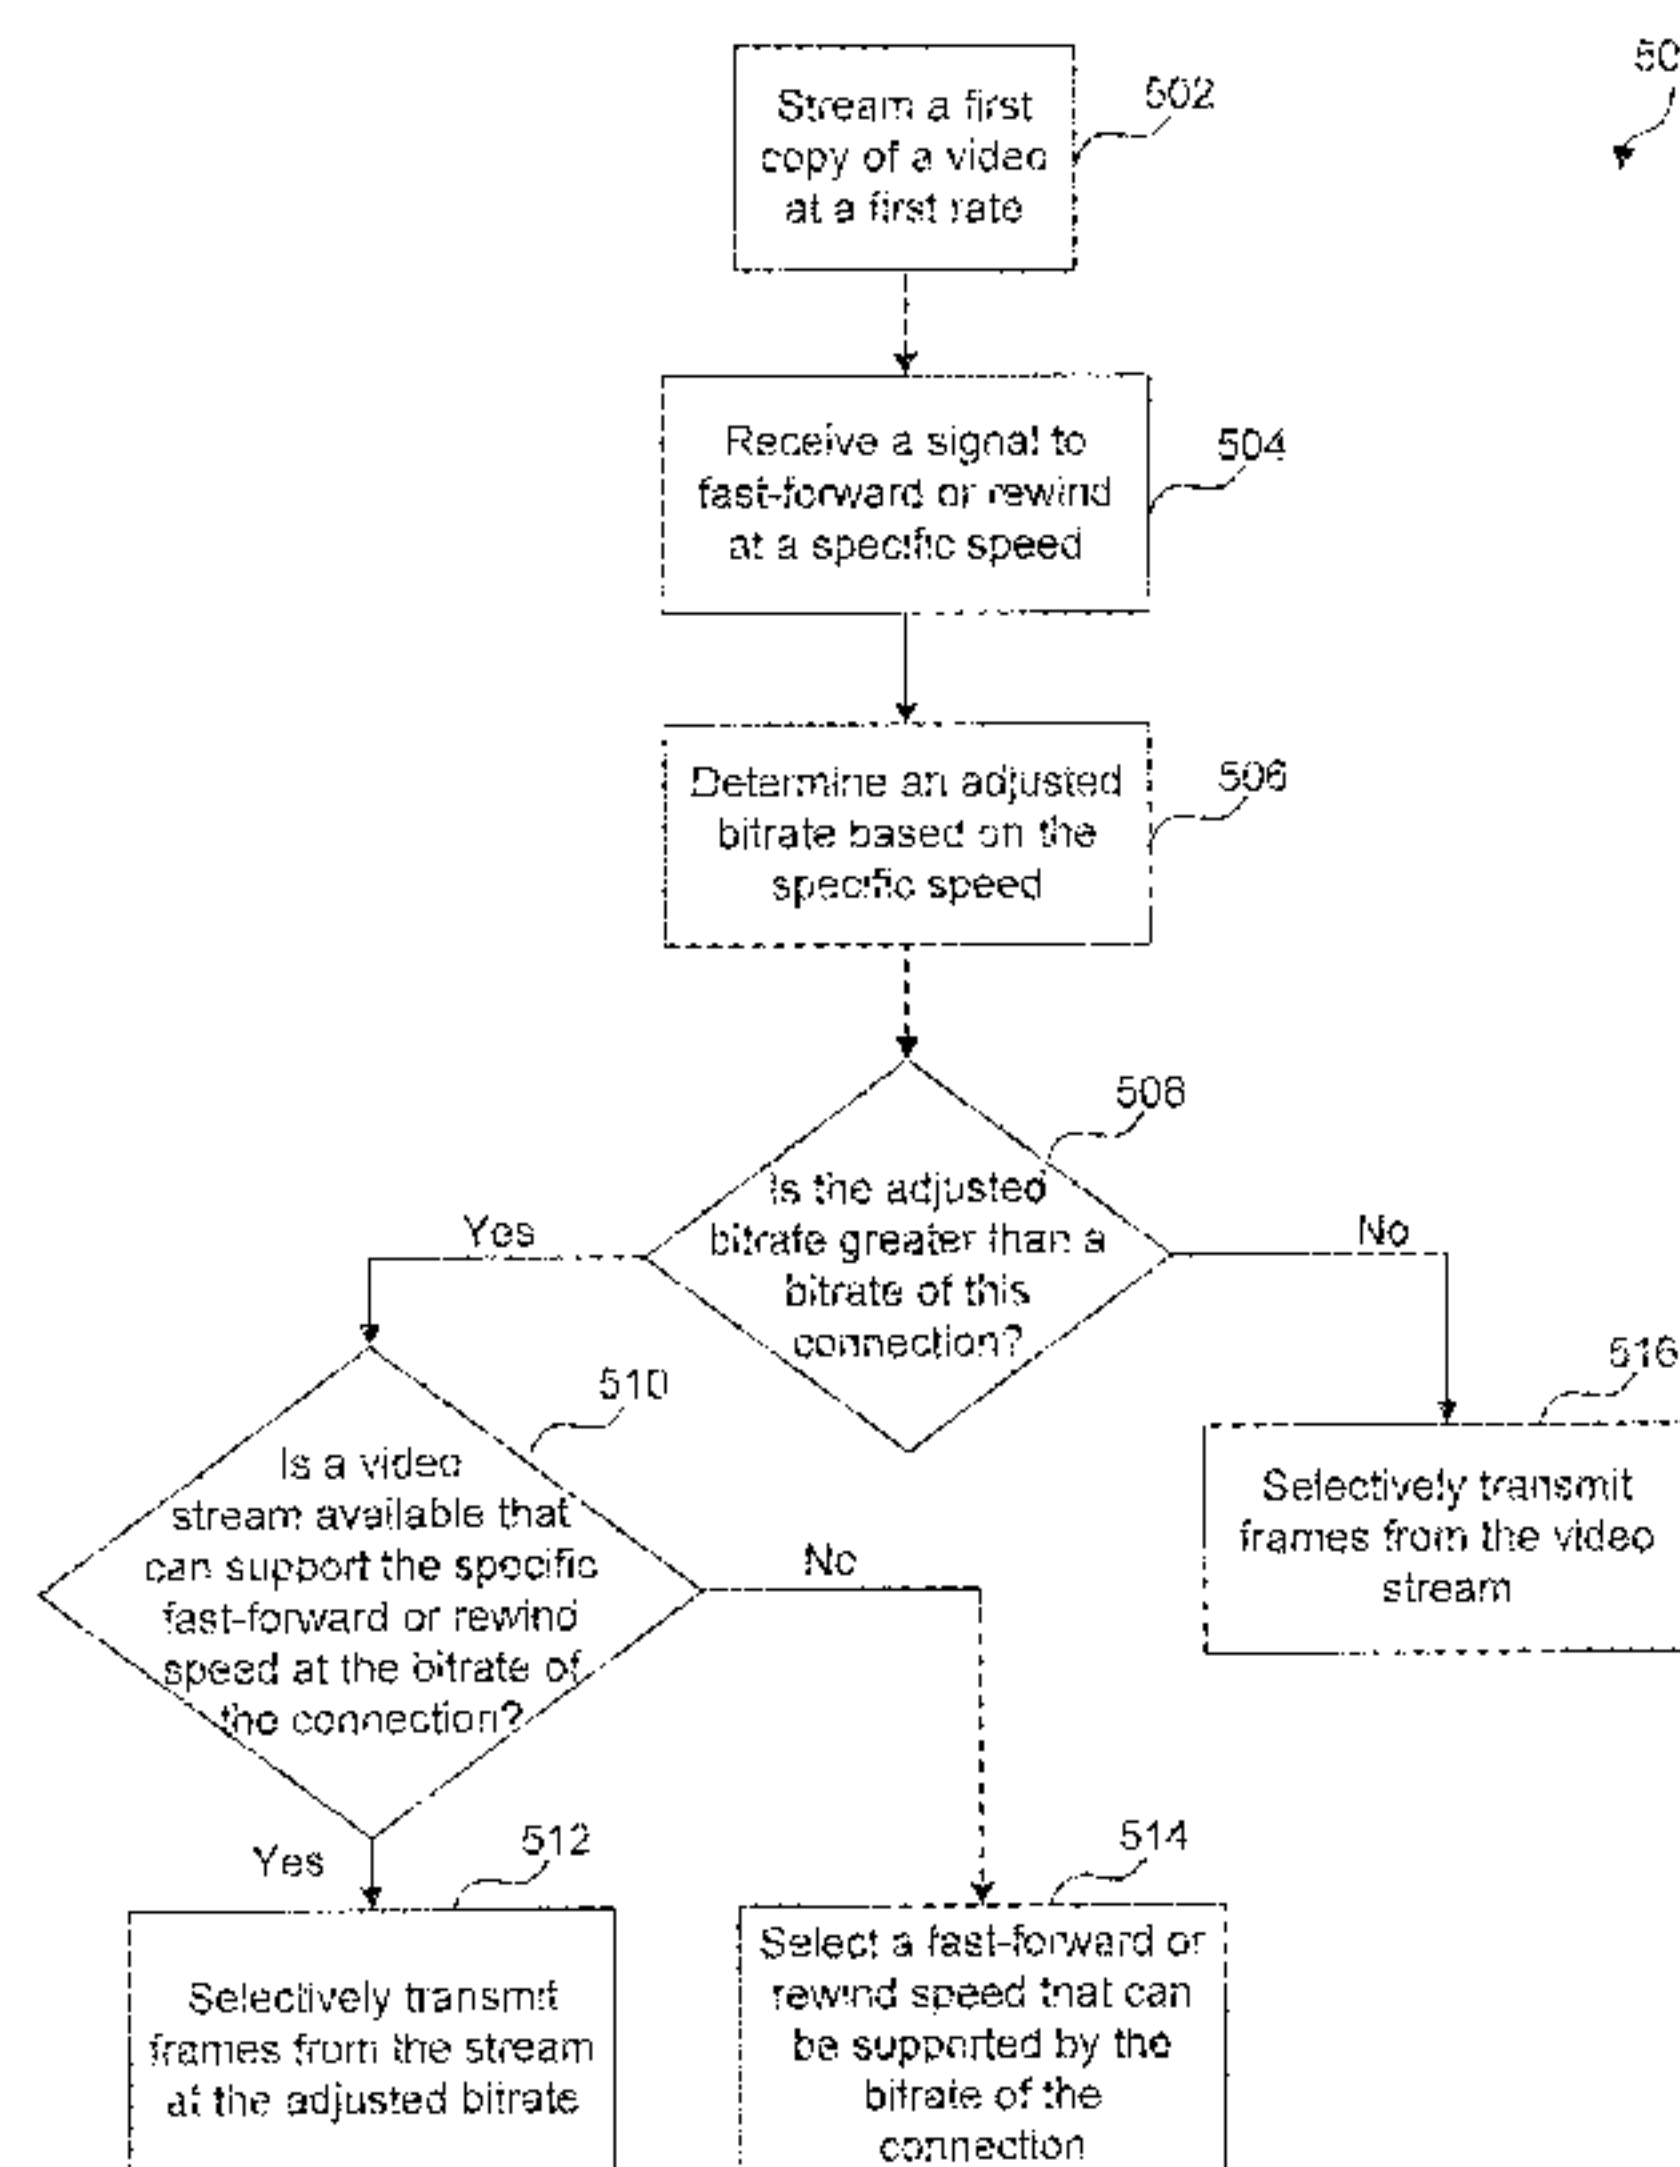 Stream a first
copy of a video
at a first rate
502
50
Receive a signal to
fast-forward or rewind
at a specific speed
504
Determine an adjusted
bitrate based on the
specific speed
506
508
Is the adjusted
bitrate greater than a
bitrate of this
connection?
Yes
No
510
Is a video
stream available that
can support the specific
fast-forward or rewind
speed at the bitrate of
the connection?
No
Yes
516
Selectively transmit
frames from the video
stream
512
Selectively transmit
frames from the stream
at the adjusted bitrate
514
Select a fast-forward or
rewind speed that can
be supported by the
bitrate of the
connection